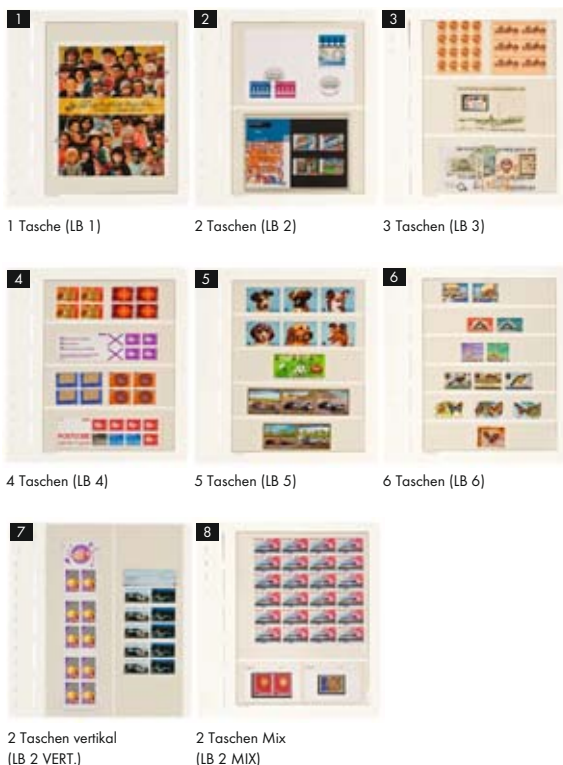 1
2
3
1 Tasche (LB 1)
2 Taschen (LB 2)
3 Taschen (LB 3)
4
5
6
4 Taschen (LB 4)
5 Taschen (LB 5)
6 Taschen (LB 6)
7
8
2 Taschen vertikal
(LB 2 VERT.)
2 Taschen Mix
(LB 2 MIX)